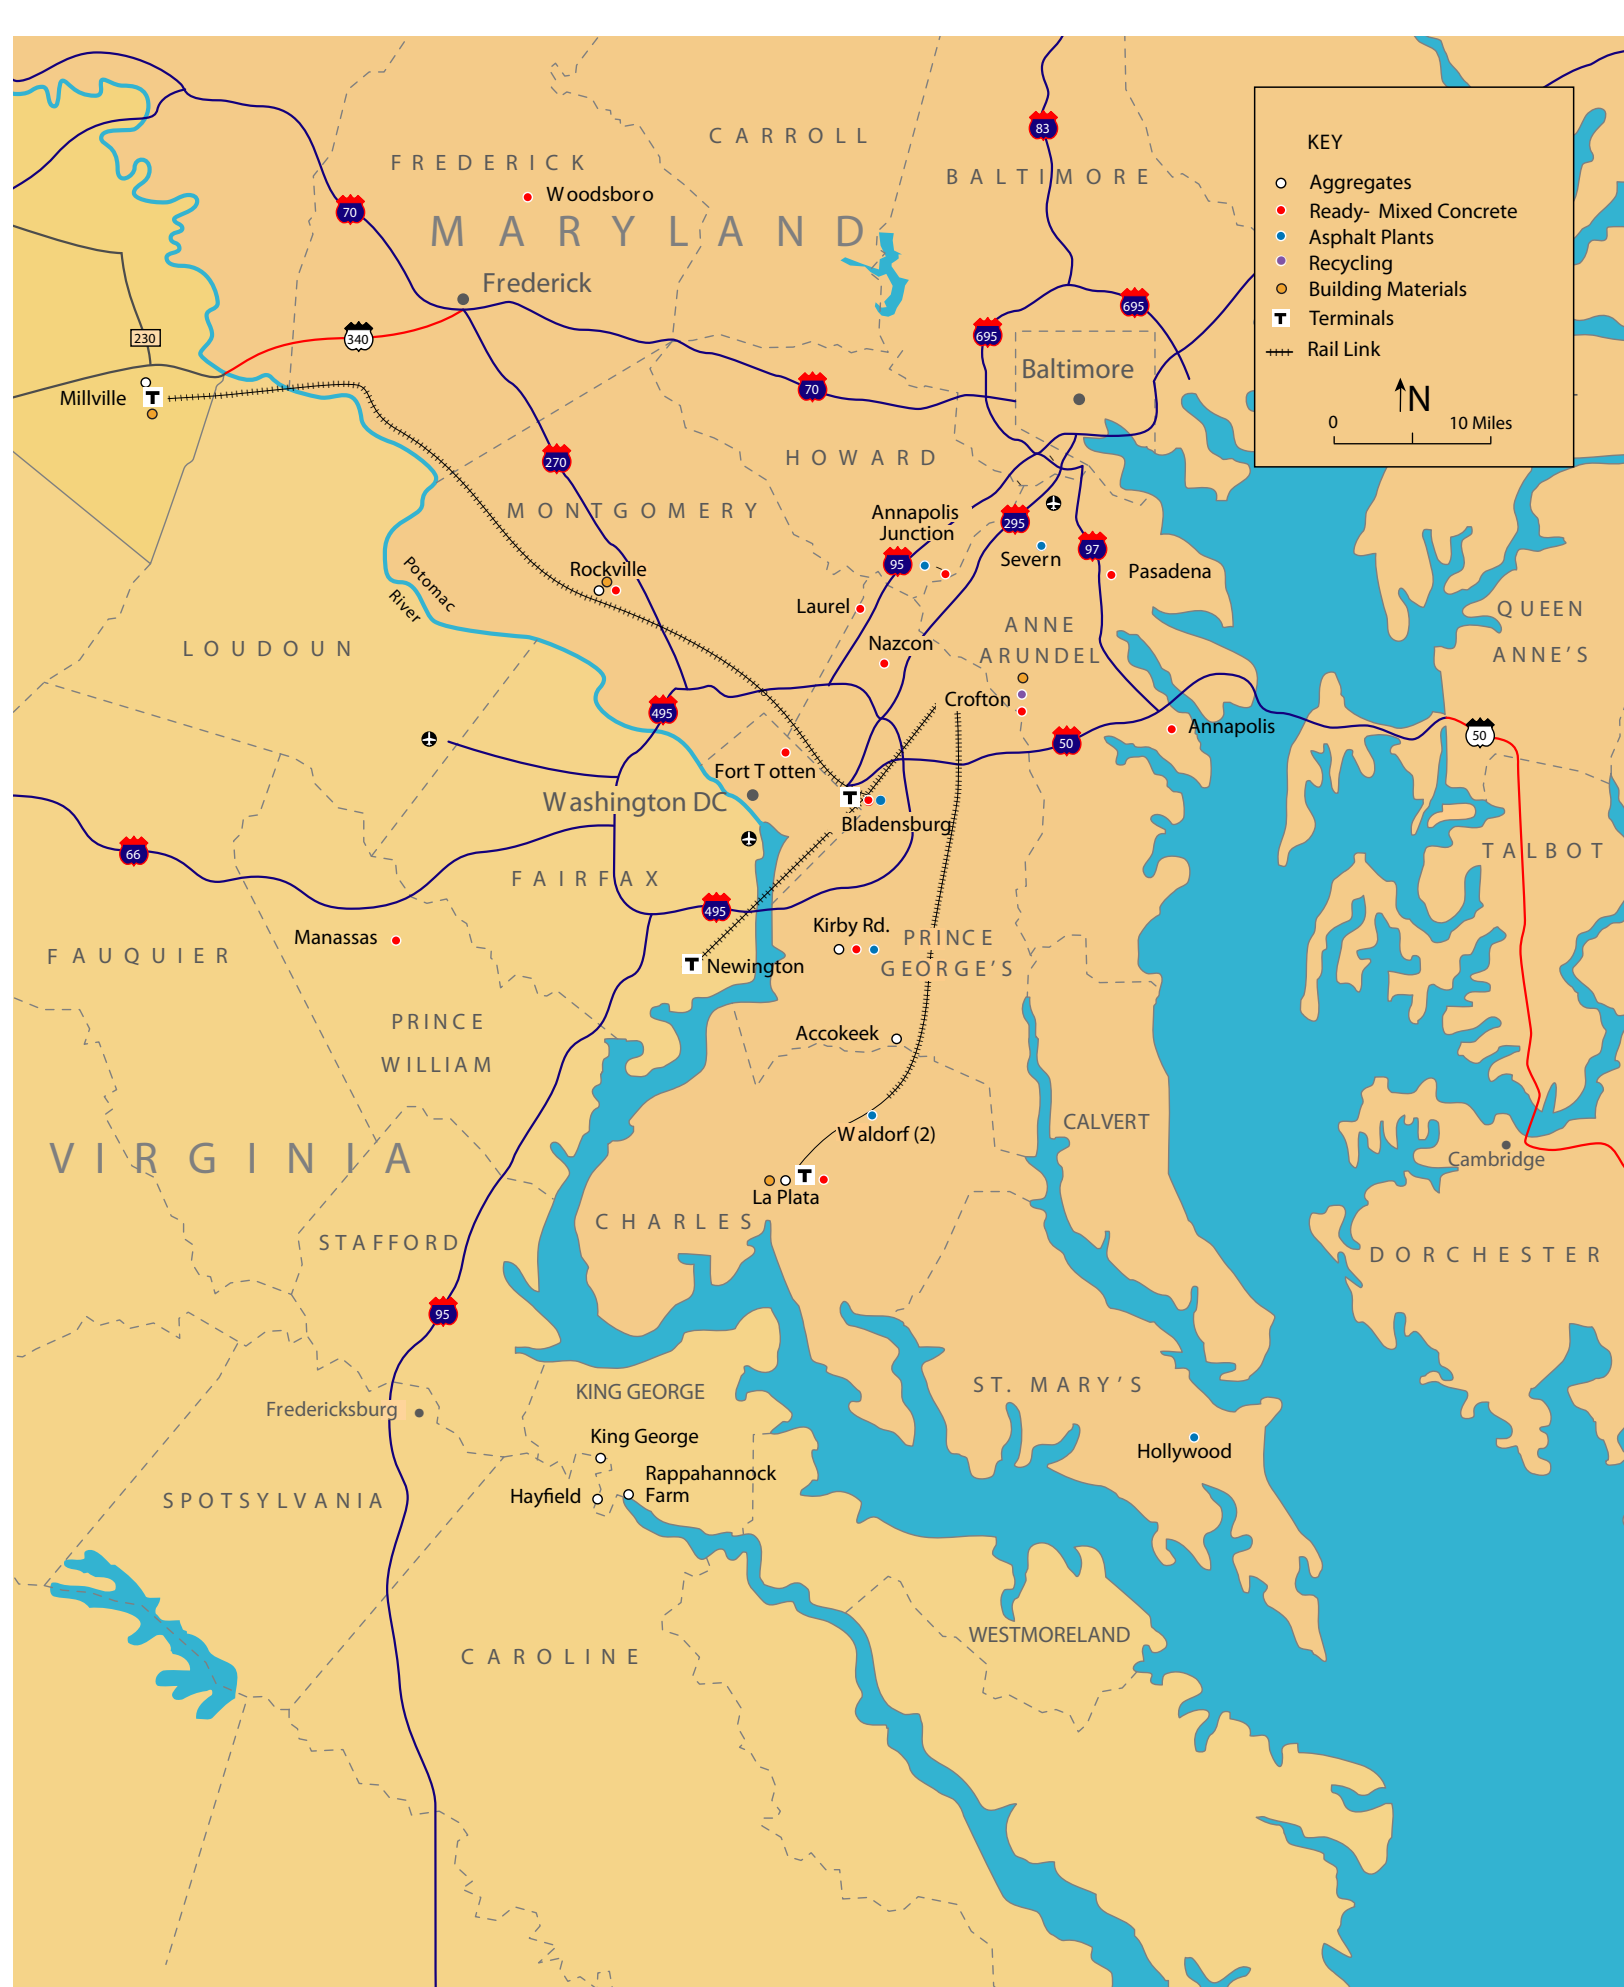 CARROLL
83
FREDERICK
BALTIMORE
Woodsboro
70
MARYLAND
Frederick
695
695
230
340
Baltimore
70
Millville
KEY
Aggregates
Ready- Mixed Concrete
Asphalt Plants
Recycling
Building Materials
T Terminals
Rail Link
N
0 10 Miles
T
270
HOWARD
MONTGOMERY
Annapolis
Junction
295
95
Severn
97
Pasadena
Rockville
Potomac
River
Laurel
QUEEN
ANNE'S
ANNE
ARUNDEL
LOUDOUN
Nazcon
Crofton
495
50
Annapolis
50
Fort Totten
Washington DC
T
Bladensburg
66
TALBOT
FAIRFAX
495
Kirby Rd.
Manassas
PRINCE
GEORGE'S
FAUQUIER
T
Newington
PRINCE
WILLIAM
Accokeek
CALVERT
Waldorf (2)
VIRGINIA
Cambridge
T
La Plata
CHARLES
STAFFORD
DORCHESTER
95
KING GEORGE
ST. MARY'S
Fredericksburg
King George
Hollywood
Rappahannock
Farm
Hayfield
SPOTSYLVANIA
WESTMORELAND
CAROLINE